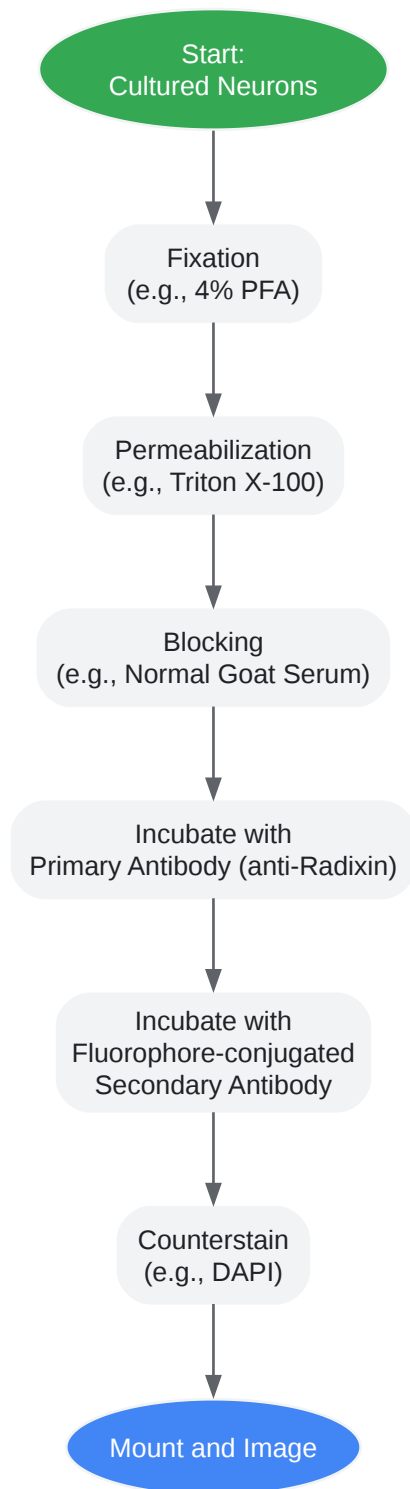 Start:
Cultured Neurons
Fixation
(e.g., 4% PFA)
Permeabilization
(e.g., Triton X-100)
Blocking
(e.g., Normal Goat Serum)
Incubate with
Primary Antibody (anti-Radixin)
Incubate with
Fluorophore-conjugated
Secondary Antibody
Counterstain
(e.g., DAPI)
Mount and Image